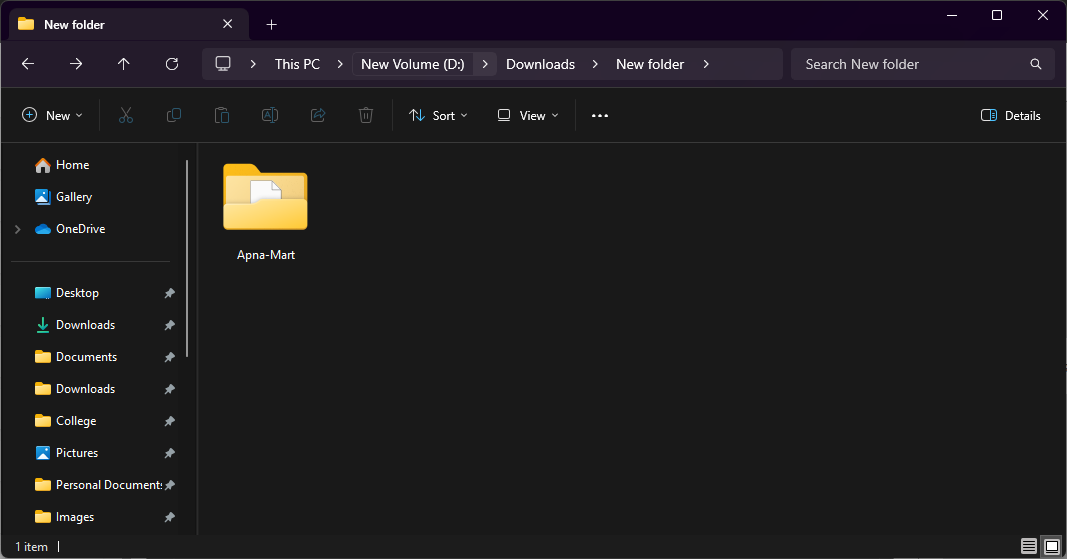 New folder
This PC New Volume (D:) Downloads New folder
Search New folder
New Sort View Details
Home
Gallery
OneDrive
Desktop
Downloads
Documents
Downloads
College
Pictures
Personal Documents
Images
Apna-Mart
1 item